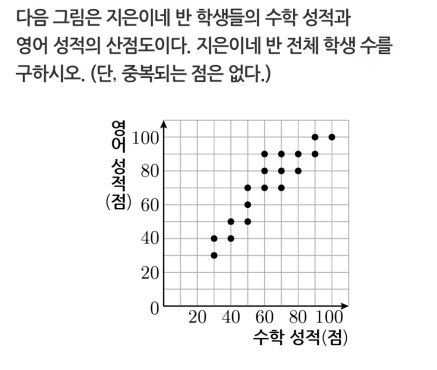 다음 그림은 지은이네 반 학생들의 수학 성적과
영어 성적의 산점도이다. 지은이네 반 전체 학생 수를
구하시오. (단, 중복되는 점은 없다.)
영어 성적(점)
100
80
60
40
20
0
20 40 60 80 100
수학 성적(점)